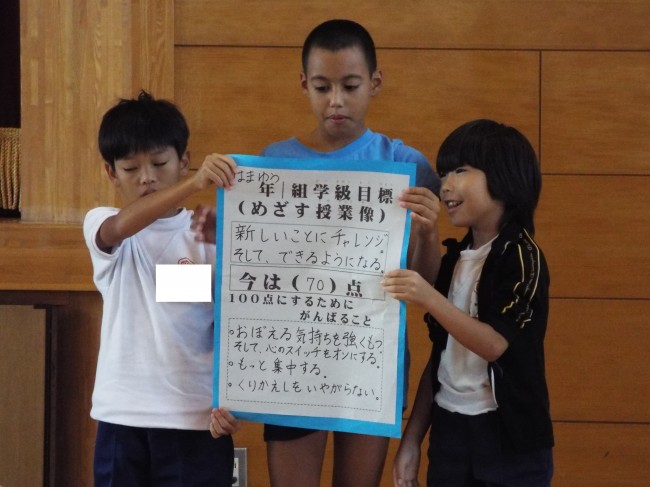 はまゆう
年1組学級目標
(めざす授業像)
新しいことにチャレンジ
そして、できるようになる。
今は(70)点
100点にするために
がんばること
。おぼえる気持ちを強くもつ
そして、心のスイッチをオンにする。
。もっと集中する。
。くりかえしをいやがらない。